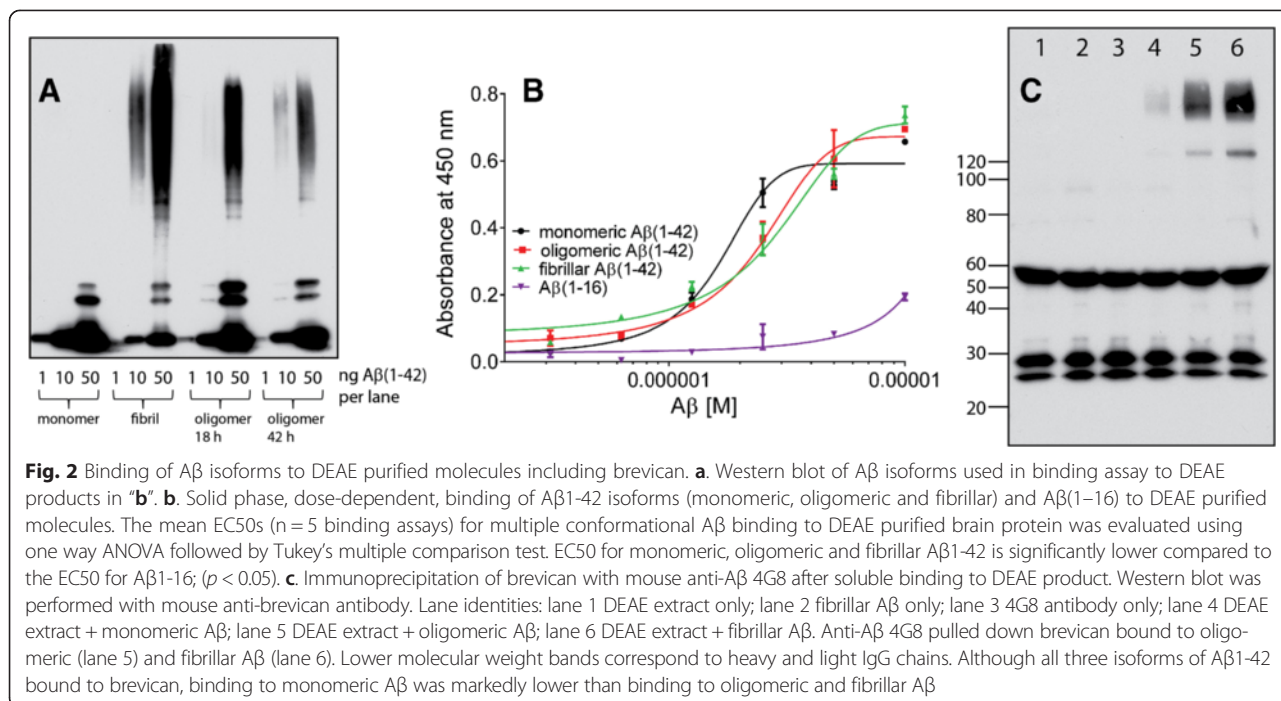 A
1 10 50 1 10 50 1 10 50 1 10 50 ng Aβ(1-42)
per lane
monomer fibril oligomer oligomer
18 h 42 h
B
Absorbance at 450 nm
0.8
0.6
0.4
0.2
0.0
monomeric Aβ(1-42)
oligomeric Aβ(1-42)
fibrillar Aβ(1-42)
Aβ(1-16)
0.000001 0.00001
Aβ [M]
C
1 2 3 4 5 6
120
100
80
60
50
40
30
20
Fig. 2 Binding of Aβ isoforms to DEAE purified molecules including brevican. a. Western blot of Aβ isoforms used in binding assay to DEAE
products in "b". b. Solid phase, dose-dependent, binding of Aβ1-42 isoforms (monomeric, oligomeric and fibrillar) and Aβ(1–16) to DEAE purified
molecules. The mean EC50s (n = 5 binding assays) for multiple conformational Aβ binding to DEAE purified brain protein was evaluated using
one way ANOVA followed by Tukey's multiple comparison test. EC50 for monomeric, oligomeric and fibrillar Aβ1-42 is significantly lower compared to
the EC50 for Aβ1-16; (p < 0.05). c. Immunoprecipitation of brevican with mouse anti-Aβ 4G8 after soluble binding to DEAE product. Western blot was
performed with mouse anti-brevican antibody. Lane identities: lane 1 DEAE extract only; lane 2 fibrillar Aβ only; lane 3 4G8 antibody only; lane 4 DEAE
extract + monomeric Aβ; lane 5 DEAE extract + oligomeric Aβ; lane 6 DEAE extract + fibrillar Aβ. Anti-Aβ 4G8 pulled down brevican bound to oligo-
meric (lane 5) and fibrillar Aβ (lane 6). Lower molecular weight bands correspond to heavy and light IgG chains. Although all three isoforms of Aβ1-42
bound to brevican, binding to monomeric Aβ was markedly lower than binding to oligomeric and fibrillar Aβ